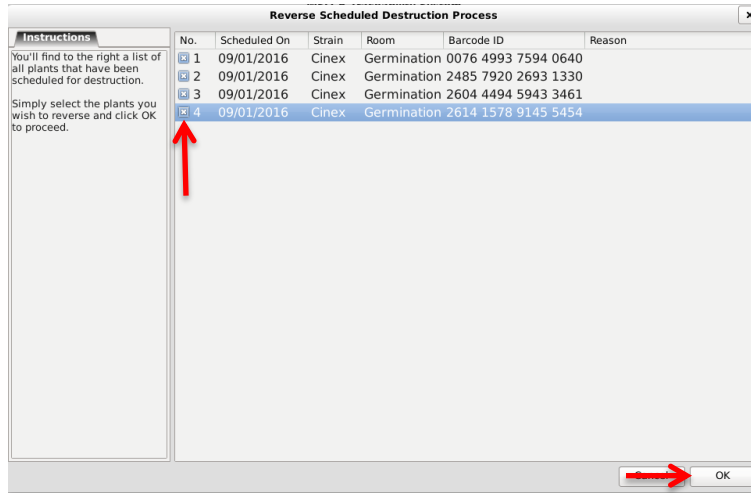 Reverse Scheduled Destruction Process
Instructions
You'll find to the right a list of
all plants that have been
scheduled for destruction.
Simply select the plants you
wish to reverse and click OK
to proceed.
No. Scheduled On Strain Room Barcode ID Reason
1 09/01/2016 Cinex Germination 0076 4993 7594 0640
2 09/01/2016 Cinex Germination 2485 7920 2693 1330
3 09/01/2016 Cinex Germination 2604 4494 5943 3461
4 09/01/2016 Cinex Germination 2614 1578 9145 5454
Cancel OK